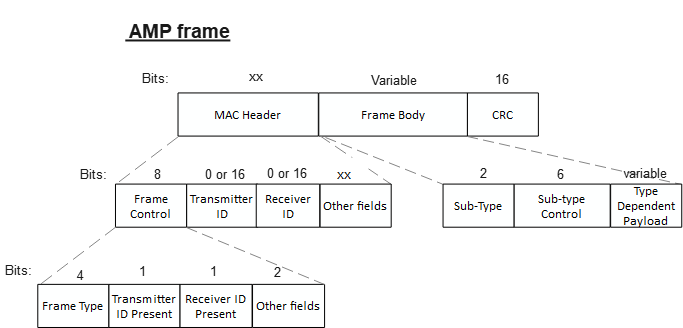 AMP frame
Bits: xx Variable 16
MAC Header Frame Body CRC
Bits: 8 0 or 16 0 or 16 xx
Frame Control Transmitter ID Receiver ID Other fields
2 6 variable
Sub-Type Sub-type Control Type Dependent Payload
Bits: 4 1 1 2
Frame Type Transmitter ID Present Receiver ID Present Other fields